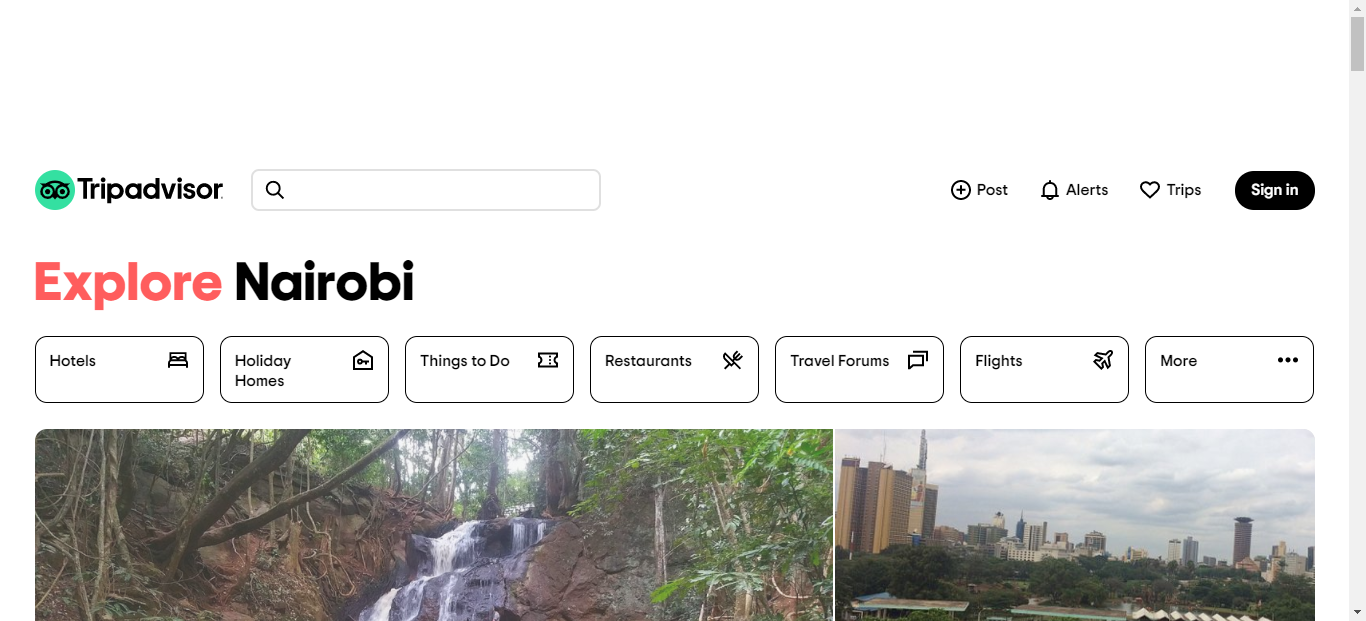 Tripadvisor
Post
Alerts
Trips
Sign in
Explore Nairobi
Hotels
Holiday
Homes
Things to Do
Restaurants
Travel Forums
Flights
More